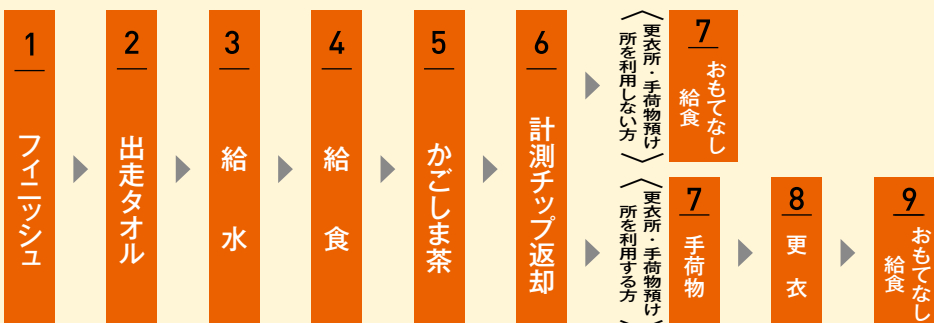 1
フィニッシュ
2
出走タオル
3
給水
4
給食
5
かごしま茶
6
計測チップ返却
〈更衣所・手荷物預け
所を利用しない方〉
7
おもてなし
給食
〈更衣所・手荷物預け
所を利用する方〉
7
手荷物
8
更衣
9
おもてなし
給食